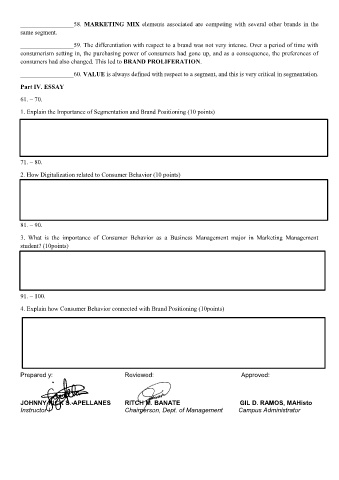 ____________________58. MARKETING MIX elements associated are competing with several other brands in the
same segment.
____________________59. The differentiation with respect to a brand was not very intense. Over a period of time with
consumerism setting in, the purchasing power of consumers had gone up, and as a consequence, the preferences of
consumers had also changed. This led to BRAND PROLIFERATION.
____________________60. VALUE is always defined with respect to a segment, and this is very critical in segmentation.
Part IV. ESSAY
61. – 70.
1. Explain the Importance of Segmentation and Brand Positioning (10 points)
71. – 80.
2. How Digitalization related to Consumer Behavior (10 points)
81. – 90.
3. What is the importance of Consumer Behavior as a Business Management major in Marketing Management
student? (10points)
91. – 100.
4. Explain how Consumer Behavior connected with Brand Positioning (10points)
Prepared y: Reviewed: Approved:
JOHNNY S. APELLANES RITCH M. BANATE GIL D. RAMOS, MAHisto
Instructor Chairperson, Dept. of Management Campus Administrator